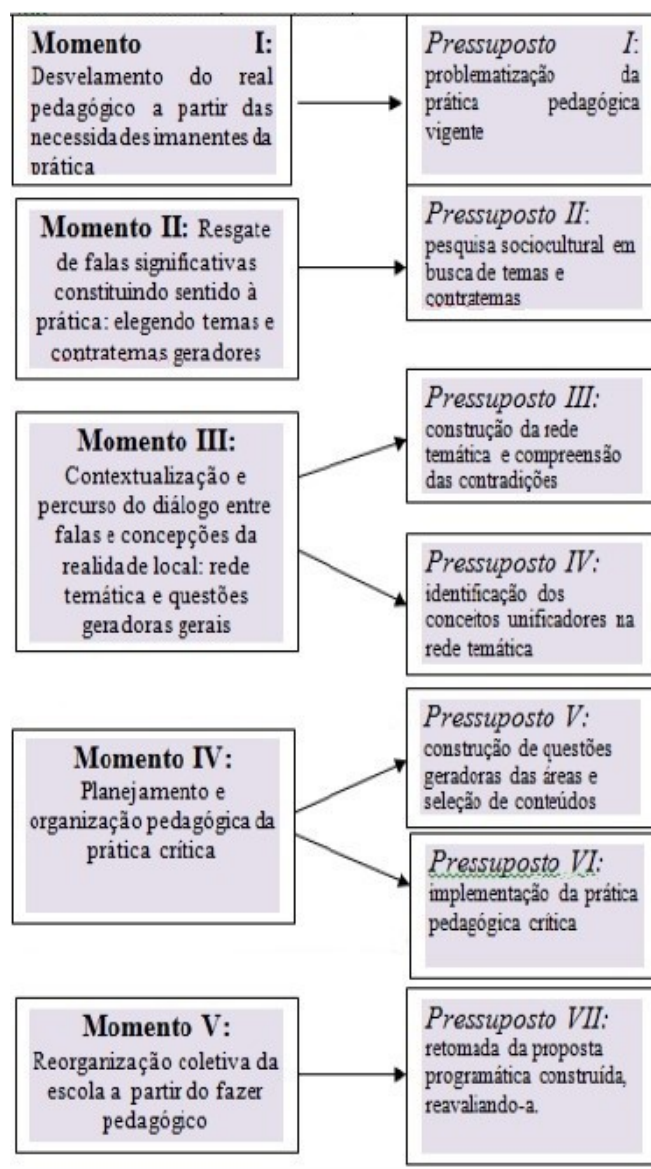 Momento I:
Desvelamento do real
pedagógico a partir das
necessidades imanentes da
prática
Pressuposto I:
problematização da
prática pedagógica
vigente
Momento II: Resgate
de falas significativas
constituindo sentido à
prática: elegendo temas e
contratemas geradores
Pressuposto II:
pesquisa sociocultural em
busca de temas e
contratemas
Momento III:
Contextualização e
percurso do diálogo entre
falas e concepções da
realidade local: rede
temática e questões
geradoras gerais
Pressuposto III:
construção da rede
temática e compreensão
das contradições
Pressuposto IV:
identificação dos
conceitos unificadores na
rede temática
Momento IV:
Planejamento e
organização pedagógica da
prática crítica
Pressuposto V:
construção de questões
geradoras das áreas e
seleção de conteúdos
Pressuposto VI:
implementação da prática
pedagógica crítica
Momento V:
Reorganização coletiva da
escola a partir do fazer
pedagógico
Pressuposto VII:
retomada da proposta
programática construída,
reavaliando-a.